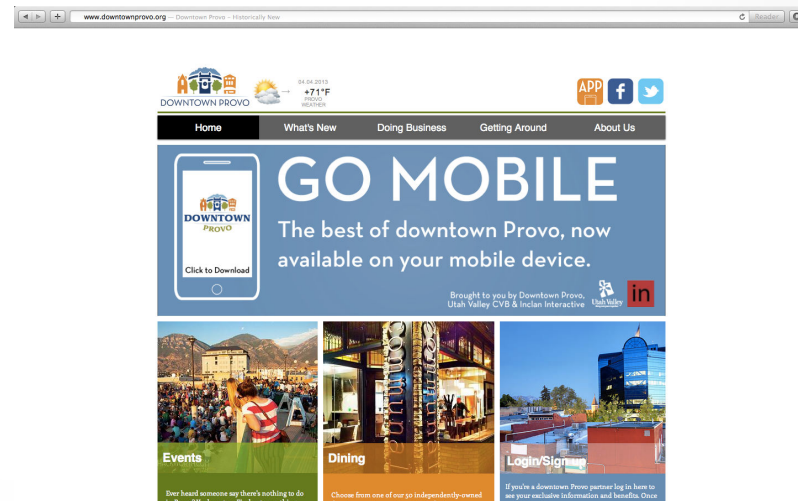 www.downtownprovo.org — Downtown Provo - Historically New
Reader
DOWNTOWN PROVO
04.04.2013
+71°F
PROVO
WEATHER
APP
f
Home
What's New
Doing Business
Getting Around
About Us
GO MOBILE
The best of downtown Provo, now
available on your mobile device.
DOWNTOWN
PROVO
Click to Download
Brought to you by Downtown Provo,
Utah Valley CVB & Inclan Interactive
Utah Valley
in
Events
Dining
Login/Sign up
Ever heard someone say there's nothing to do
Choose from one of our 50 independently-owned
If you're a downtown Provo partner log in here to
see your exclusive information and benefits. Once